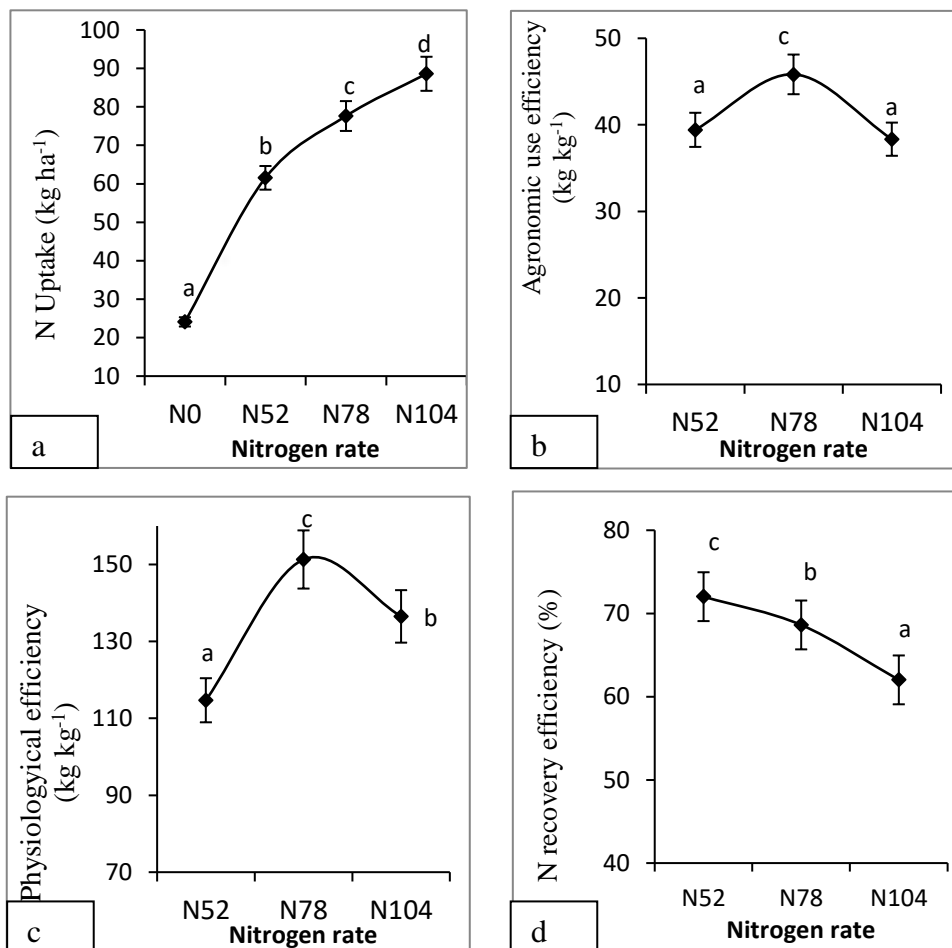 N Uptake (kg ha-1)
100
90
80
70
60
50
40
30
20
10
a
b
c
d
N0 N52 N78 N104
Nitrogen rate
a
Agronomic use efficiency
(kg kg-1)
50
40
30
20
10
a
c
a
N52 N78 N104
Nitrogen rate
b
Physiologyical efficiency
(kg kg-1)
150
130
110
90
70
a
c
b
N52 N78 N104
Nitrogen rate
c
N recovery efficiency (%)
80
70
60
50
40
c
b
a
N52 N78 N104
Nitrogen rate
d